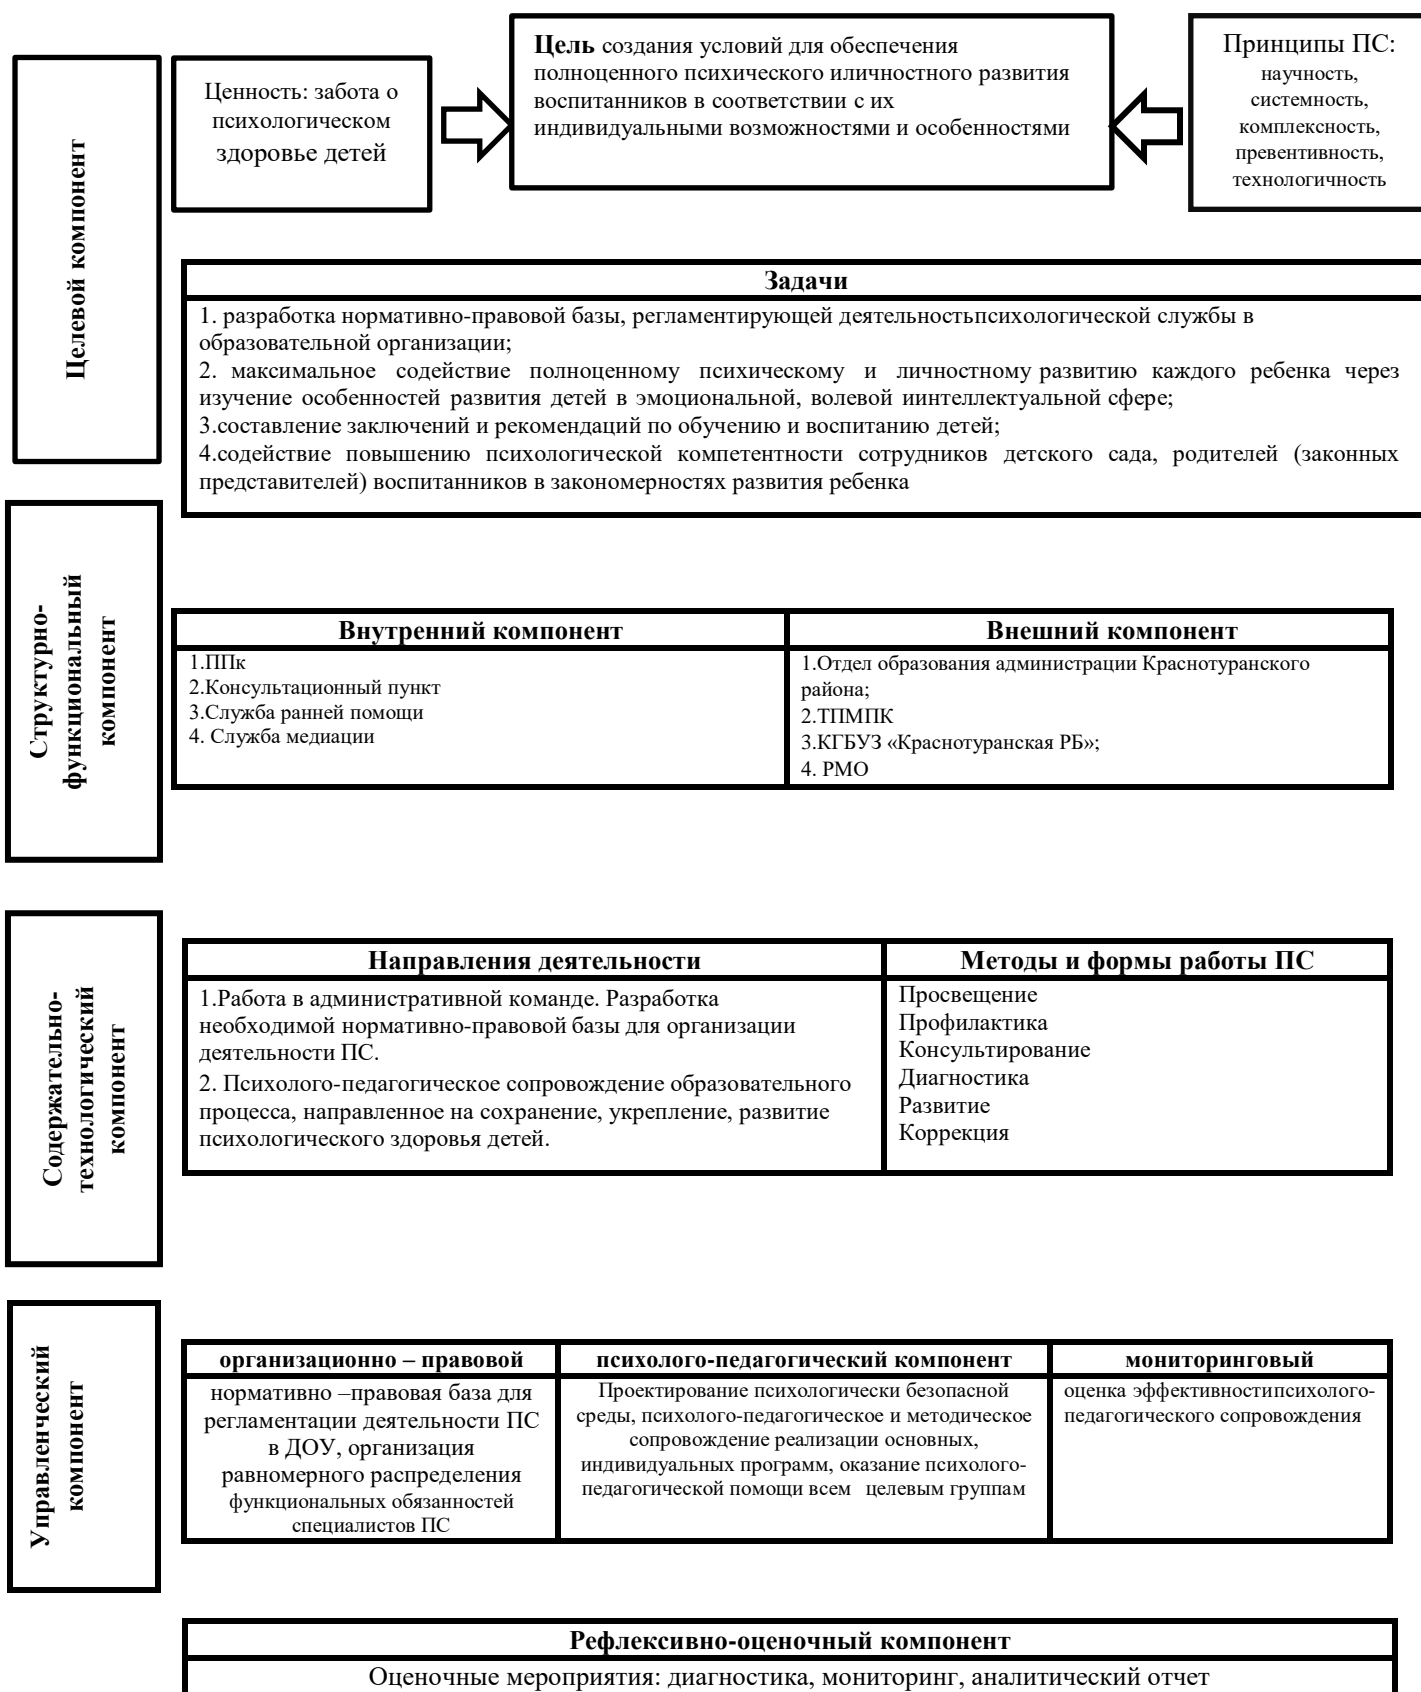 Целевой компонент
Ценность: забота о
психологическом
здоровье детей
Цель создания условий для обеспечения
полноценного психического иличностного развития
воспитанников в соответствии с их
индивидуальными возможностями и особенностями
Принципы ПС:
научность,
системность,
комплексность,
превентивность,
технологичность
Задачи
1. разработка нормативно-правовой базы, регламентирующей деятельностьпсихологической службы в
образовательной организации;
2. максимальное содействие полноценному психическому и личностному развитию каждого ребенка через
изучение особенностей развития детей в эмоциональной, волевой иинтеллектуальной сфере;
3.составление заключений и рекомендаций по обучению и воспитанию детей;
4.содействие повышению психологической компетентности сотрудников детского сада, родителей (законных
представителей) воспитанников в закономерностях развития ребенка
Структурно-
функциональный
компонент
Внутренний компонент
1.ППк
2.Консультационный пункт
3.Служба ранней помощи
4. Служба медиации
Внешний компонент
1.Отдел образования администрации Краснотуранского
района;
2.ТПМПК
3.КГБУЗ «Краснотуранская РБ»;
4. РМО
Содержательно-
технологический
компонент
Направления деятельности
1.Работа в административной команде. Разработка
необходимой нормативно-правовой базы для организации
деятельности ПС.
2. Психолого-педагогическое сопровождение образовательного
процесса, направленное на сохранение, укрепление, развитие
психологического здоровья детей.
Методы и формы работы ПС
Просвещение
Профилактика
Консультирование
Диагностика
Развитие
Коррекция
Управленческий
компонент
организационно – правовой
нормативно –правовая база для
регламентации деятельности ПС
в ДОУ, организация
равномерного распределения
функциональных обязанностей
специалистов ПС
психолого-педагогический компонент
Проектирование психологически безопасной
среды, психолого-педагогическое и методическое
сопровождение реализации основных,
индивидуальных программ, оказание психолого-
педагогической помощи всем целевым группам
мониторинговый
оценка эффективностипсихолого-
педагогического сопровождения
Рефлексивно-оценочный компонент
Оценочные мероприятия: диагностика, мониторинг, аналитический отчет